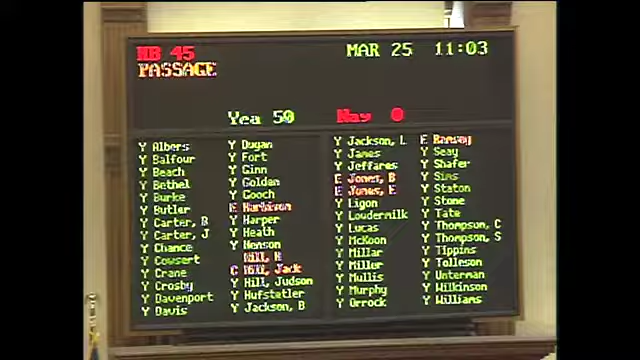 HB 45
MAR 25 11:03
PASSAGE
Yea 50
Nay 0
Y Albers
Y Balfour
Y Beach
Y Bethel
Y Burke
Y Butler
Y Carter, B
Y Carter, J
Y Chance
Y Cowsert
Y Crane
Y Crosby
Y Davenport
Y Davis
Y Dugan
Y Fort
Y Ginn
Y Golden
Y Gooch
E Harbison
Y Harper
Y Heath
Y Henson
Hill, H
C Hill, Jack
Y Hill, Judson
Y Hufstetler
Y Jackson, B
Y Jackson, L
Y James
Y Jeffares
E Jones, B
E Jones, E
Y Ligon
Y Loudermilk
Y Lucas
Y McKoon
Y Millar
Y Miller
Y Mullis
Y Murphy
Y Orrock
E Ramsey
Y Seay
Y Shafer
Y Sims
Y Staton
Y Stone
Y Tate
Y Thompson, C
Y Thompson, S
Y Tippins
Y Tolleson
Y Unterman
Y Wilkinson
Y Williams